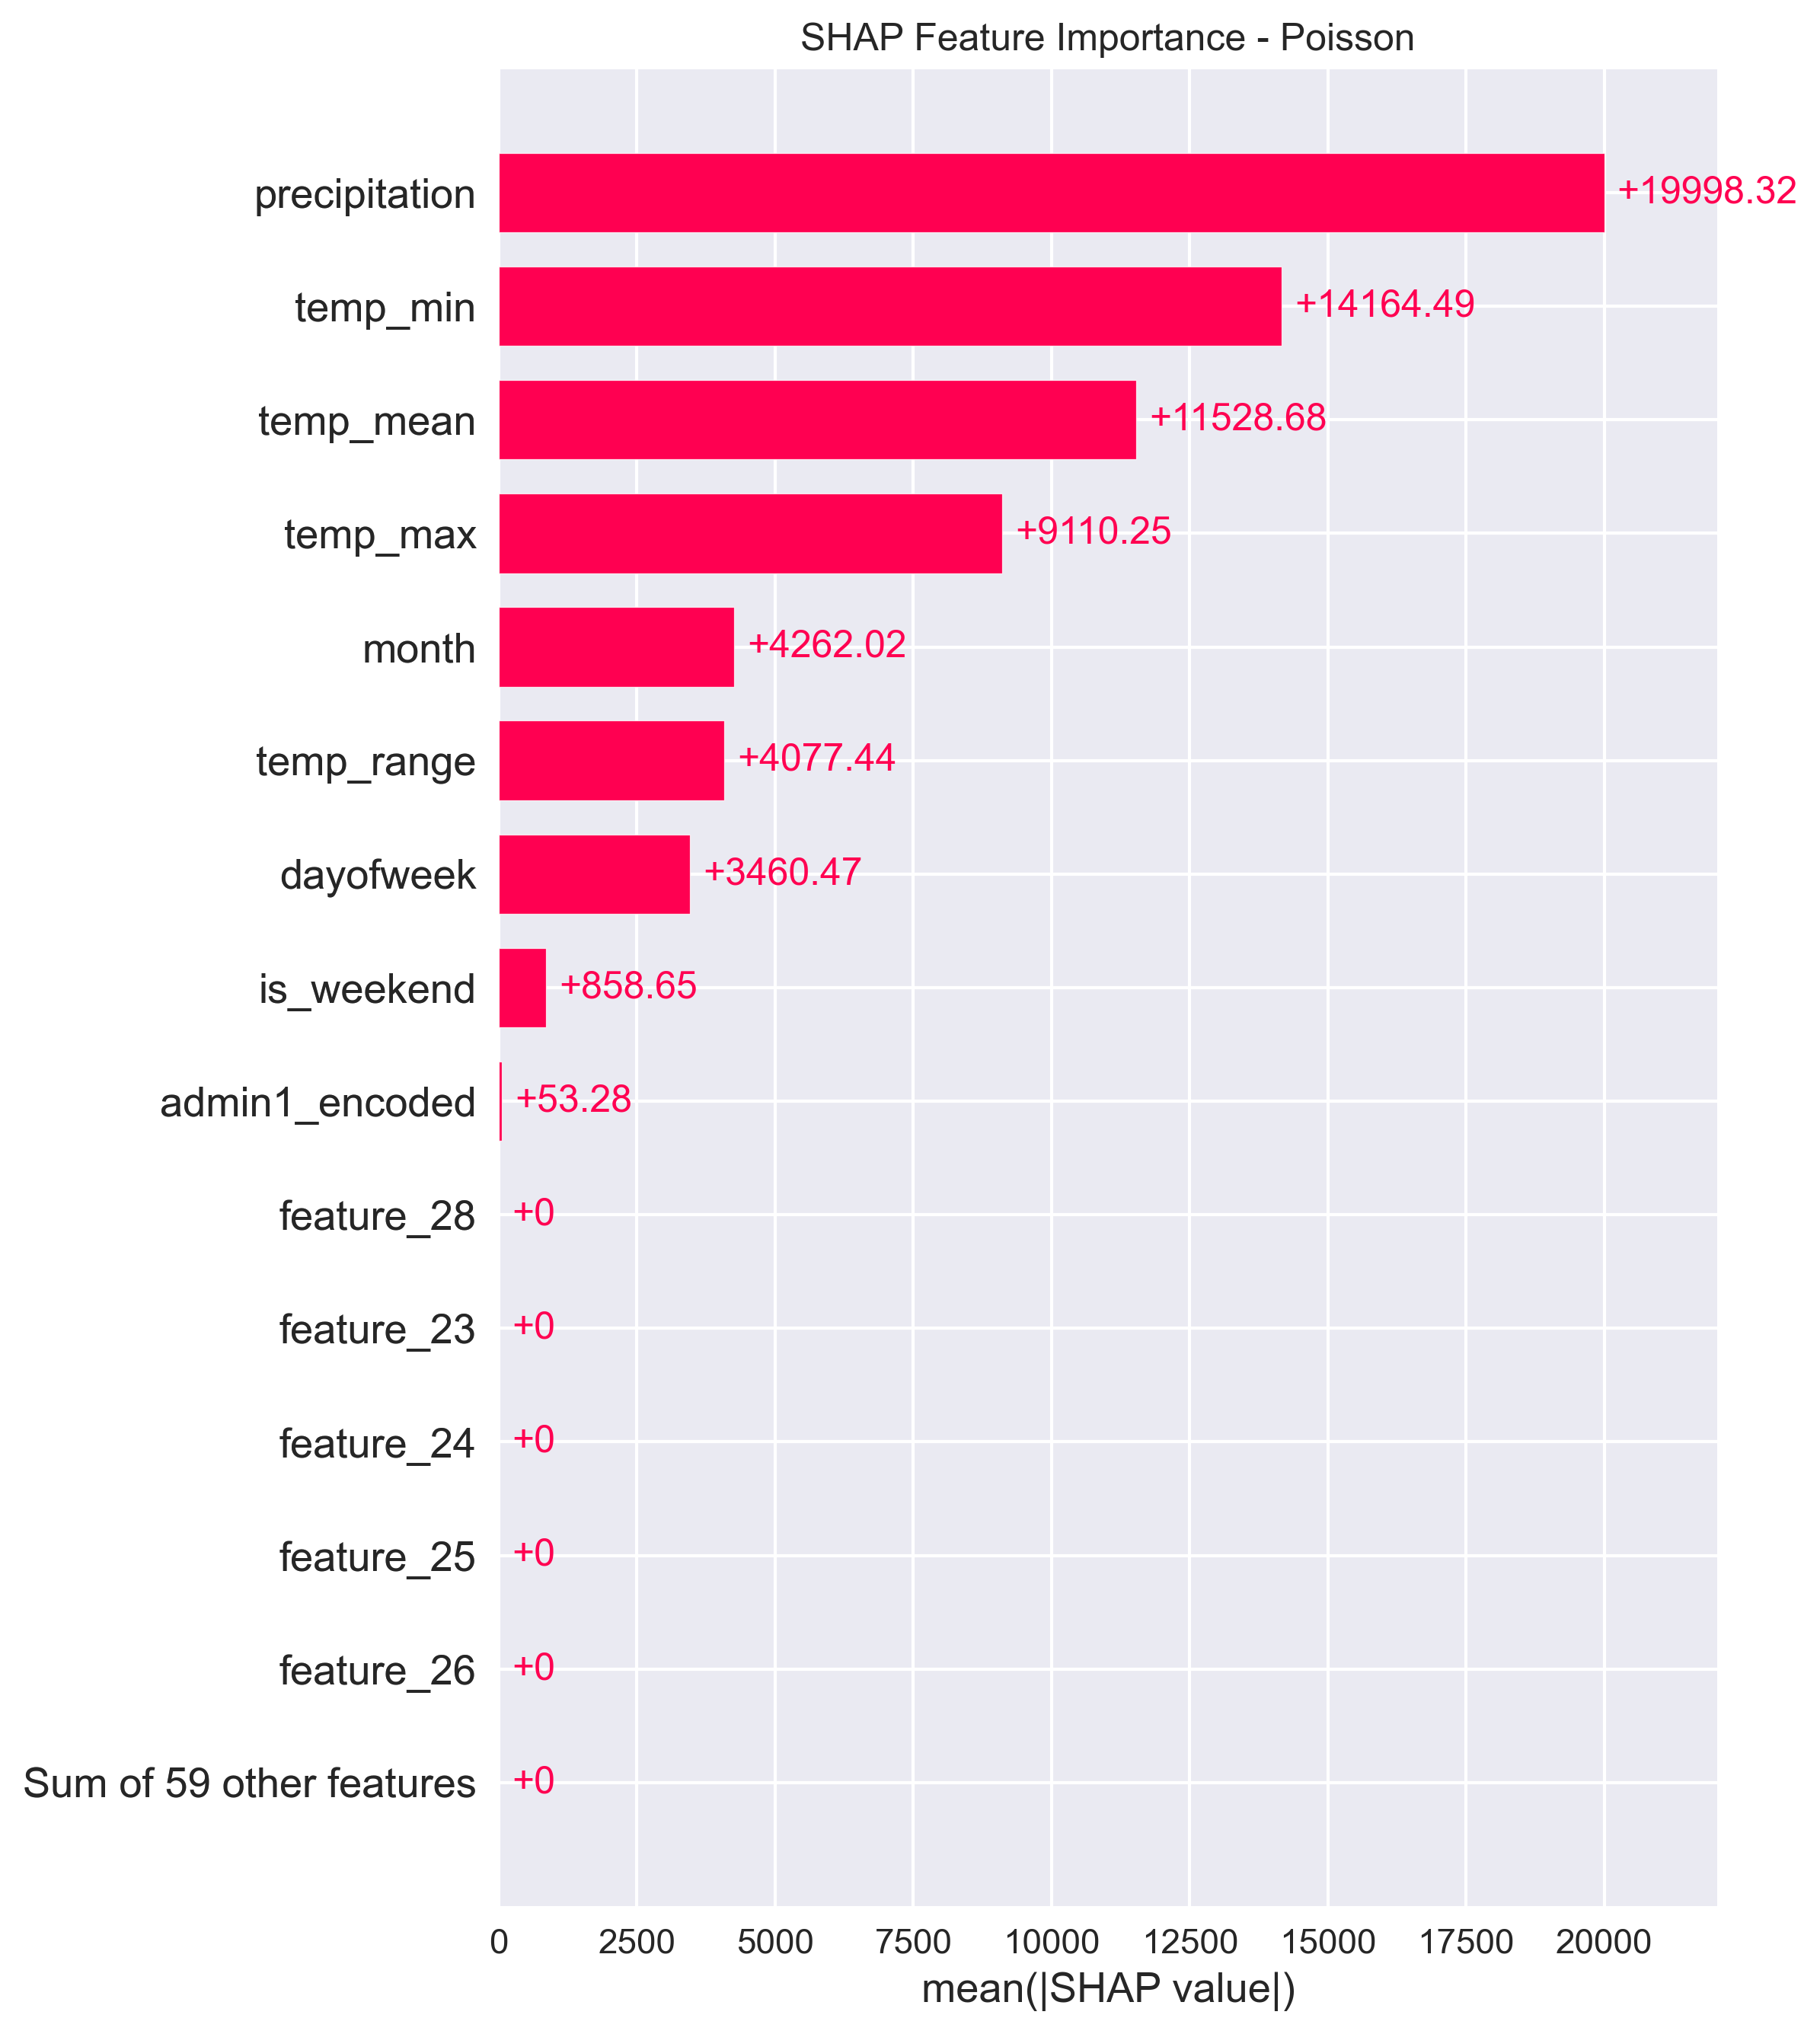 SHAP Feature Importance - Poisson
precipitation +19998.32
temp_min +14164.49
temp_mean +11528.68
temp_max +9110.25
month +4262.02
temp_range +4077.44
dayofweek +3460.47
is_weekend +858.65
admin1_encoded +53.28
feature_28 +0
feature_23 +0
feature_24 +0
feature_25 +0
feature_26 +0
Sum of 59 other features +0
0 2500 5000 7500 10000 12500 15000 17500 20000
mean(|SHAP value|)